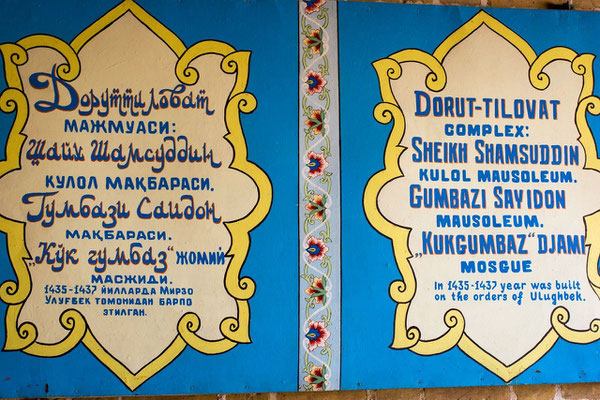 Доруттиловат
мажмуаси:
Шайх Шамсуддин
кулол мақбараси.
Гумбази Саидон
мақбараси.
„Кўк гумбаз“ жомий
масжиди.
1435-1437 йилларда Мирзо
Улуғбек томонидан барпо
этилган.
DORUT-TILOVAT
COMPLEX:
SHEIKH SHAMSUDDIN
KULOL MAUSOLEUM.
GUMBAZI SAYIDON
MAUSOLEUM.
„KUKGUMBAZ“ DJAMI
MOSGUE
In 1435-1437 year was built
on the orders of Ulughbek.